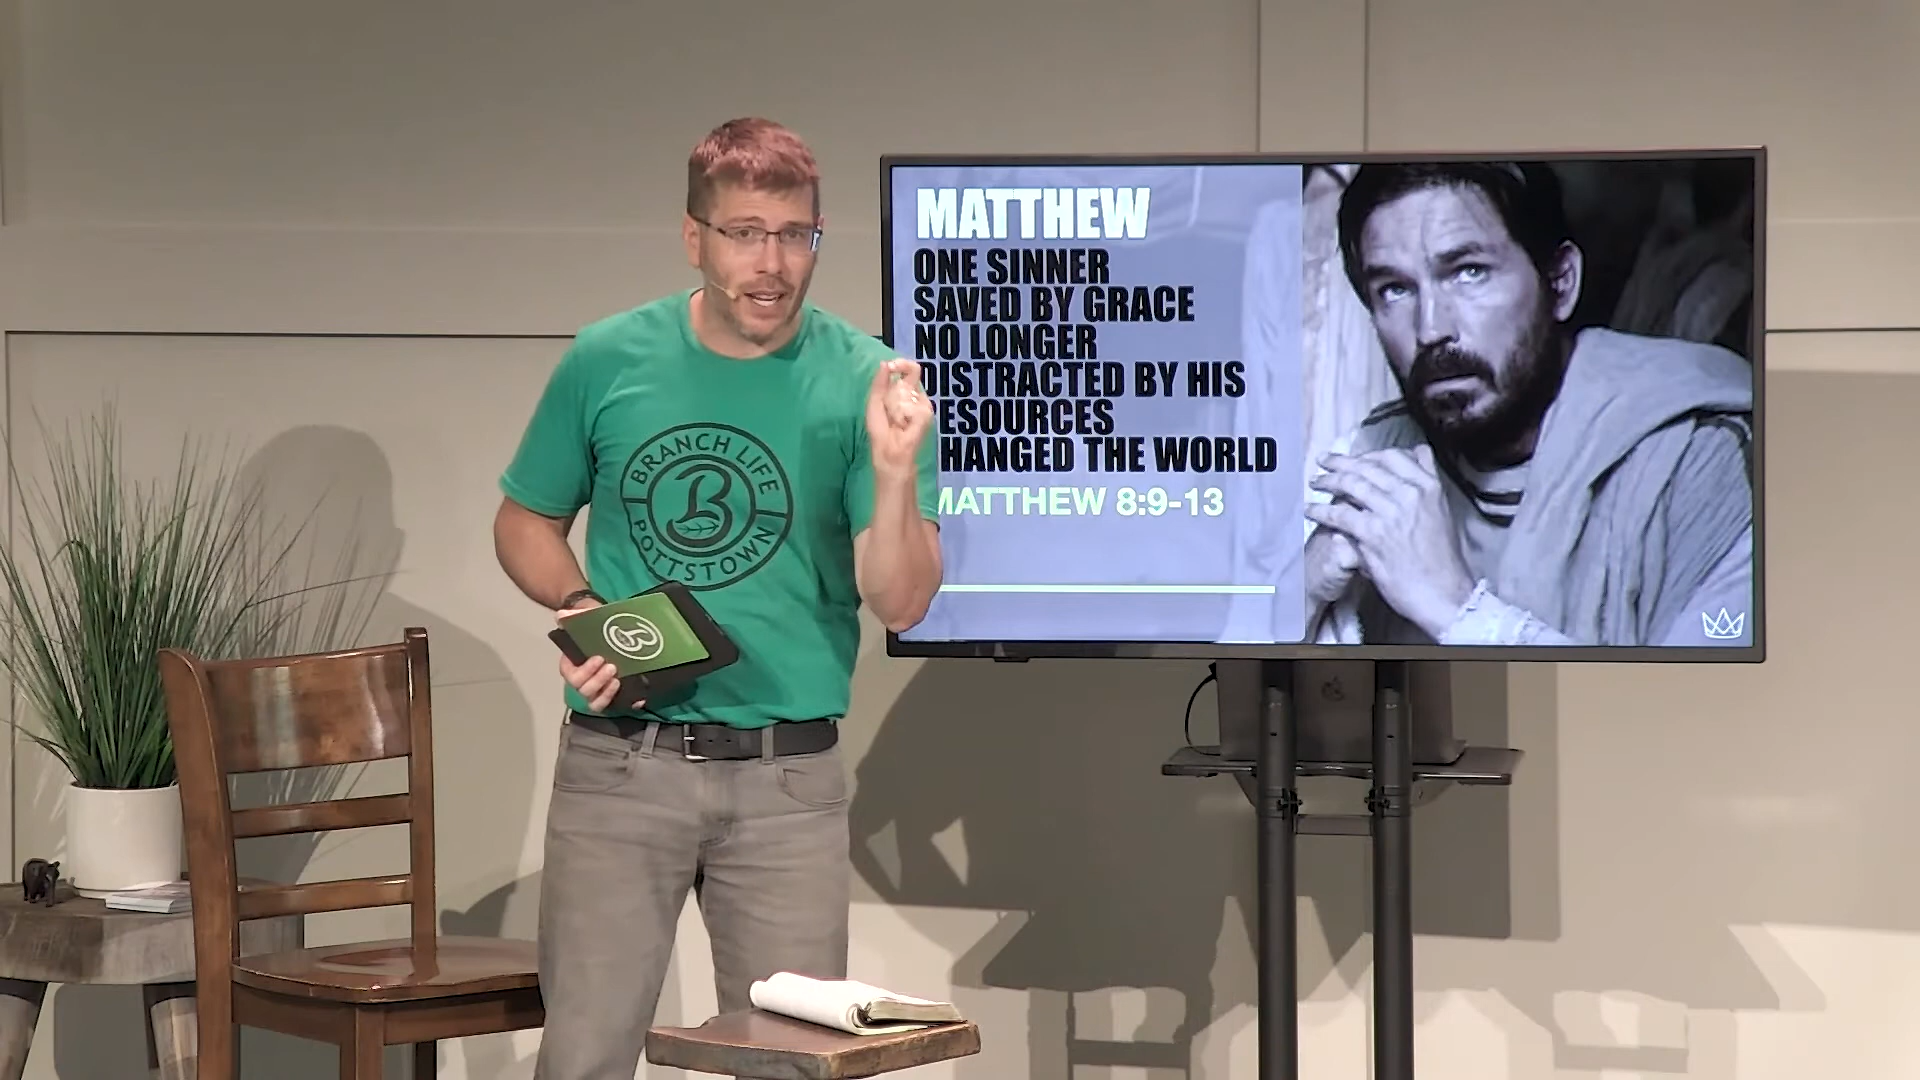 MATTHEW
ONE SINNER
SAVED BY GRACE
NO LONGER
DISTRACTED BY HIS
ESOURCES
HANGED THE WORLD
MATTHEW 8:9-13
BRANCH LIFE
B
POTTSTOWN
B